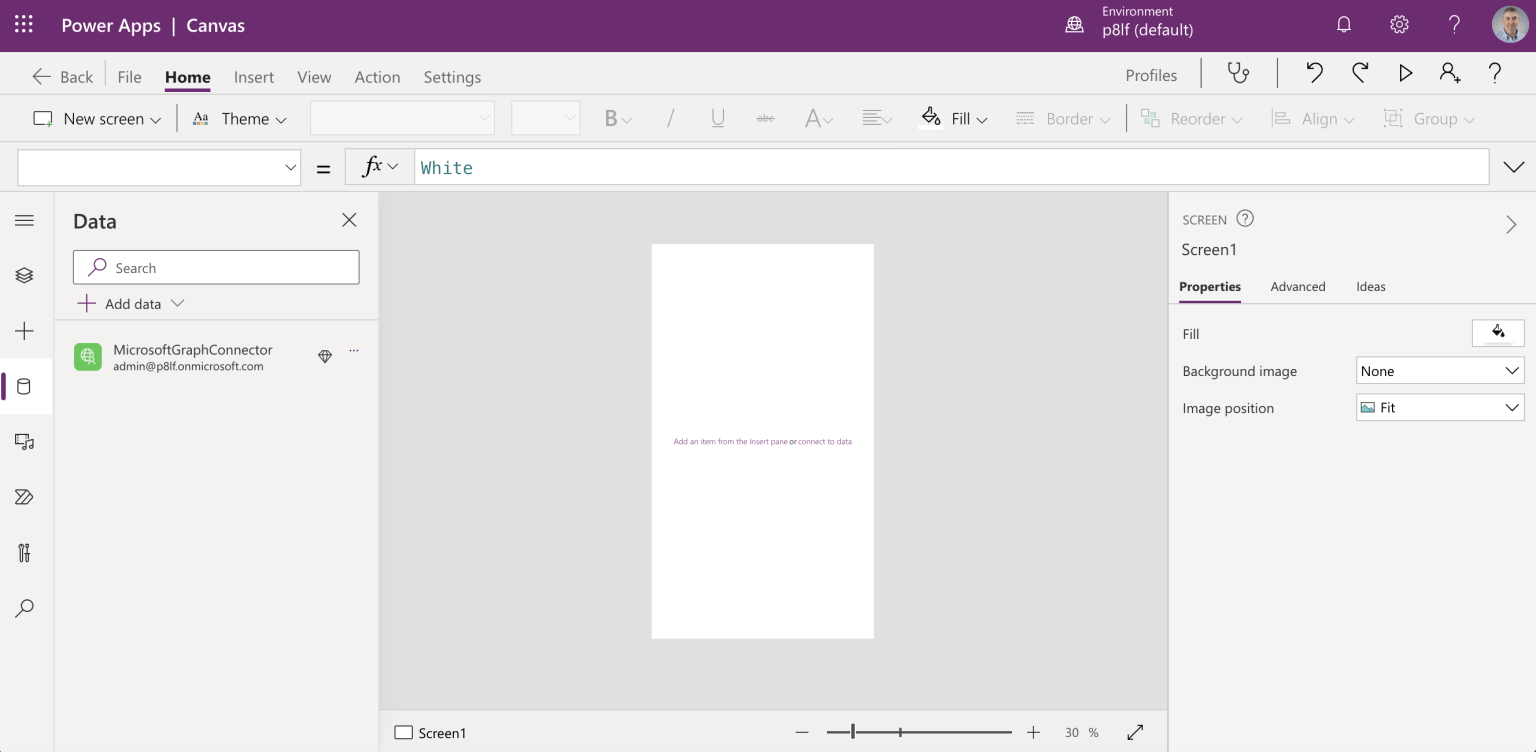 Power Apps | Canvas
Environment
p8lf (default)
?
Back File Home Insert View Action Settings
Profiles ?
New screen Aa Theme B / U abc A Fill Border Reorder Align Group
= fx White
Data
Search
Add data
MicrosoftGraphConnector
admin@p8lf.onmicrosoft.com
...
Add an item from the Insert pane or connect to data
Screen1
30 %
SCREEN ?
Screen1
Properties Advanced Ideas
Fill
Background image None
Image position Fit